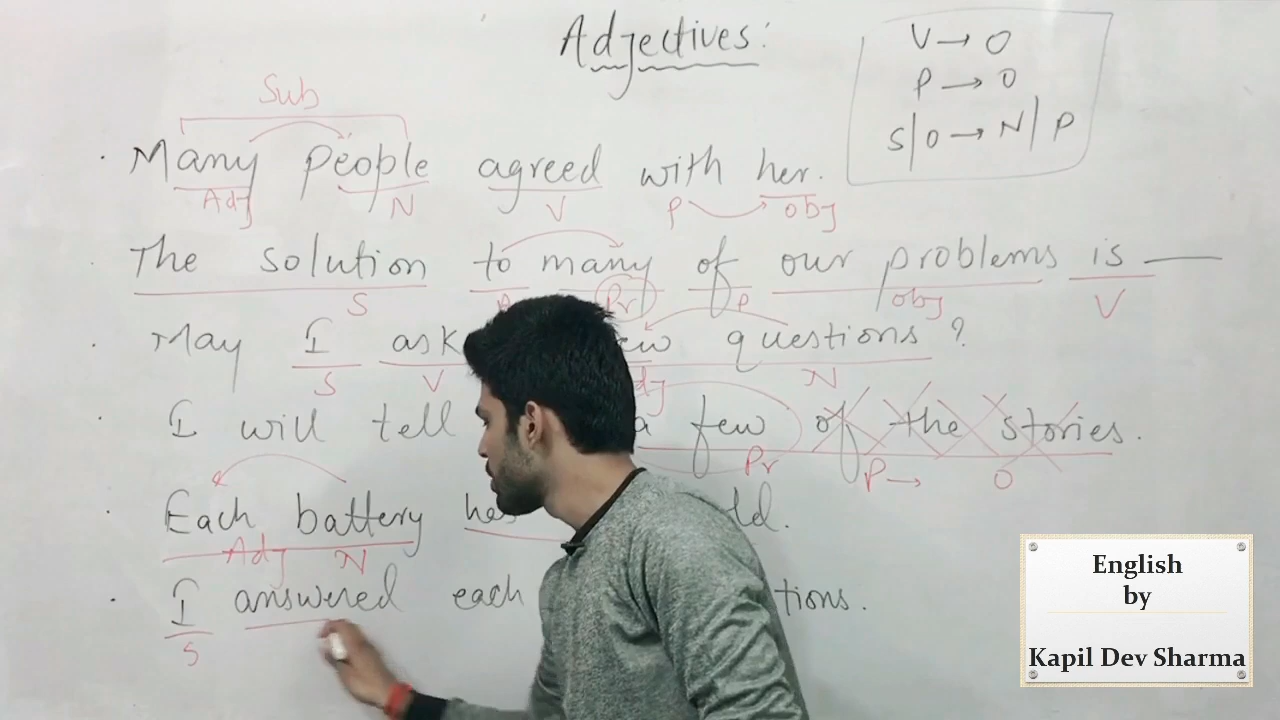 Adjectives:
V → O
P → O
S|O → N|P
Sub
· Many people agreed with her.
Adj N V P obj
· The solution to many of our problems is ——
S Pr P obj V
· May I ask questions ?
S V Adj N
· I will tell a few of the stories.
Pr P → O
· Each battery has
Adj N
· I answered each
S
English
by
Kapil Dev Sharma